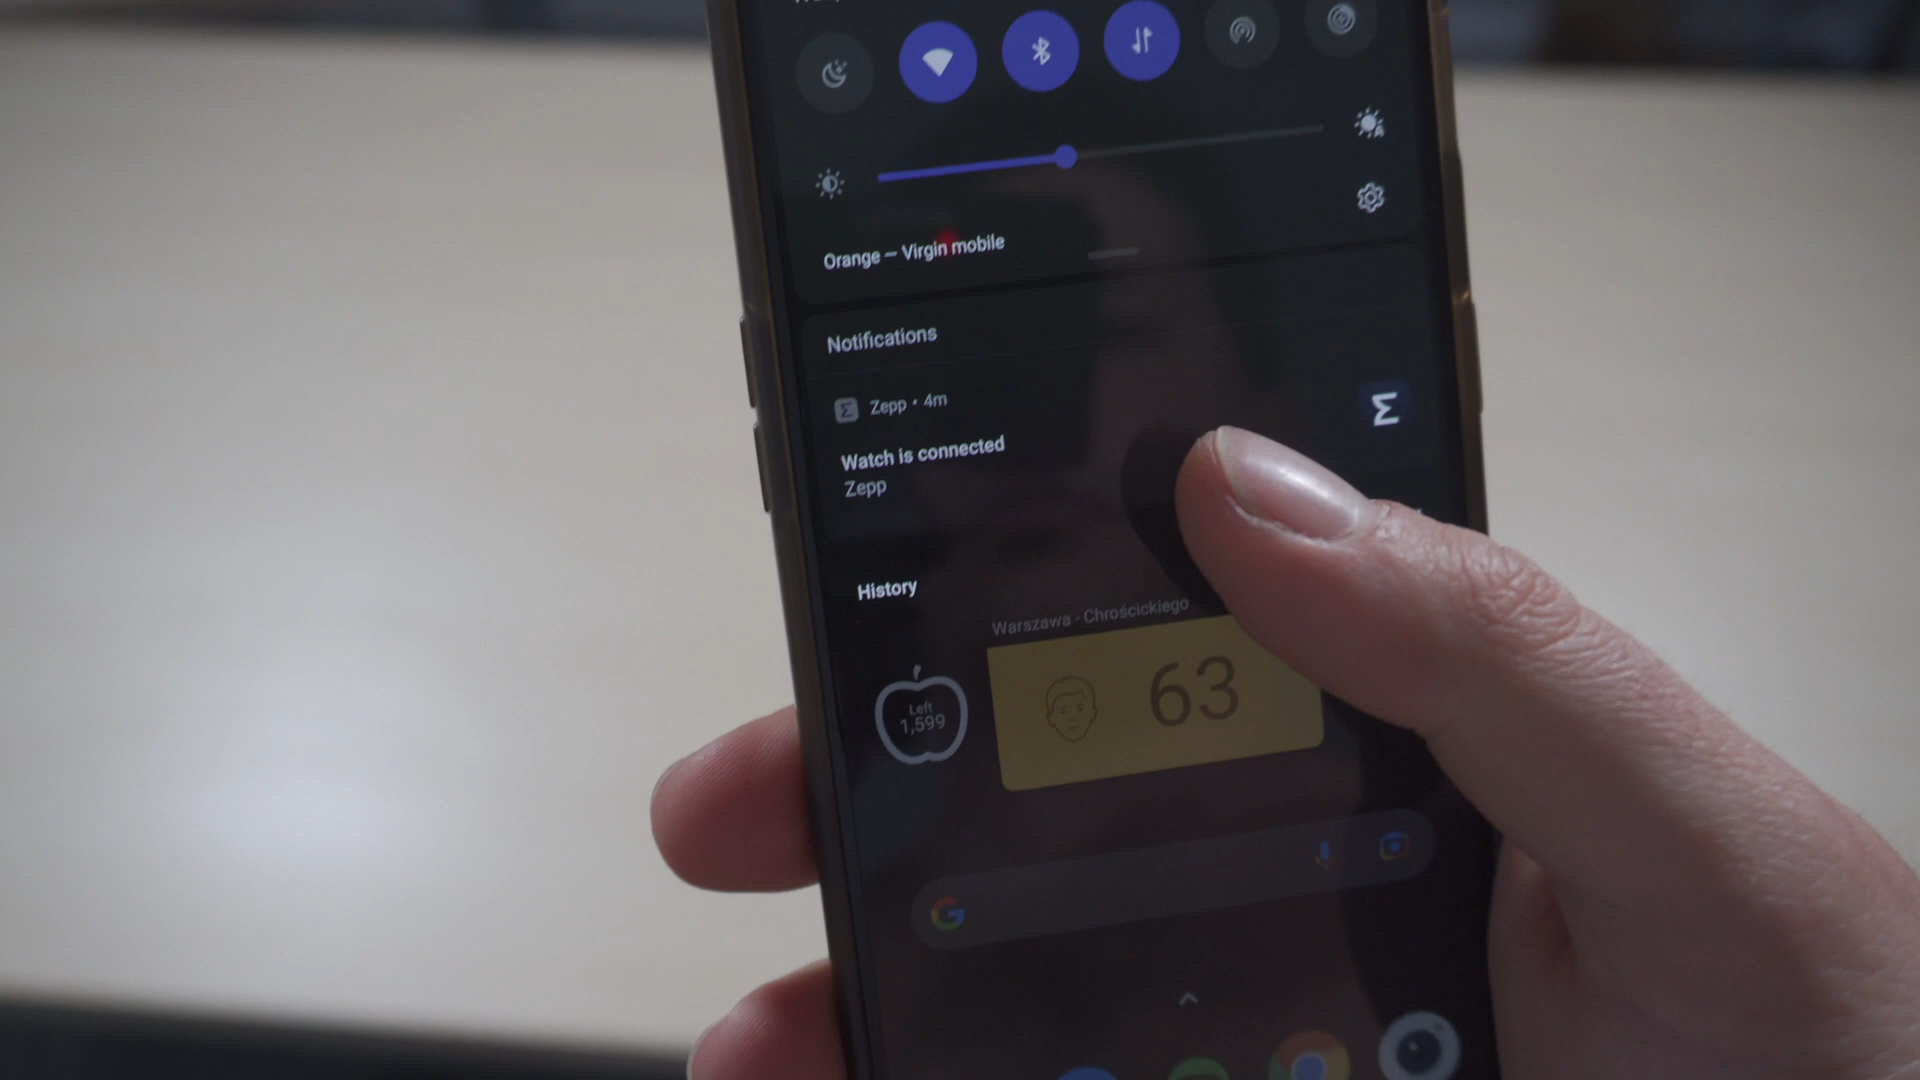 Orange – Virgin mobile
Notifications
Zepp • 4m
Watch is connected
Zepp
History
Warszawa - Chrościckiego
Left
1,599
63